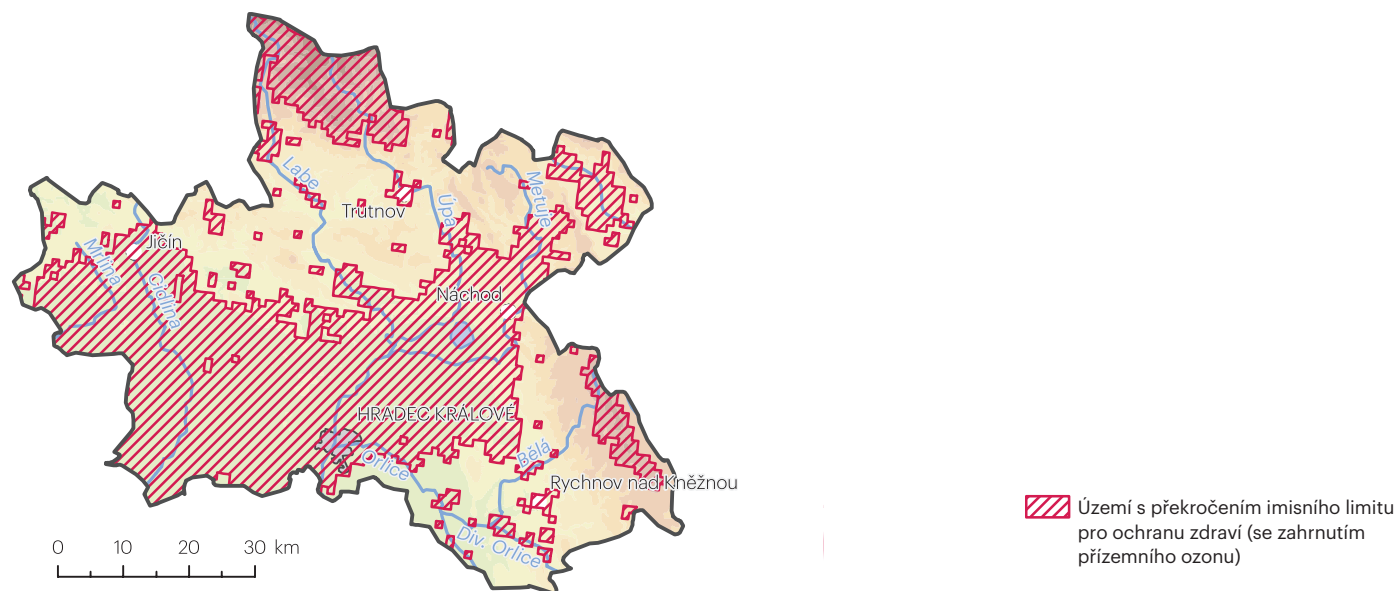 Labe
Trutnov
Úpa
Metuje
Jičín
Mrlina
Cidlina
Náchod
HRADEC KRÁLOVÉ
Orlice
Bělá
Rychnov nad Kněžnou
Div. Orlice
0 10 20 30 km
Území s překročením imisního limitu
pro ochranu zdraví (se zahrnutím
přízemního ozonu)